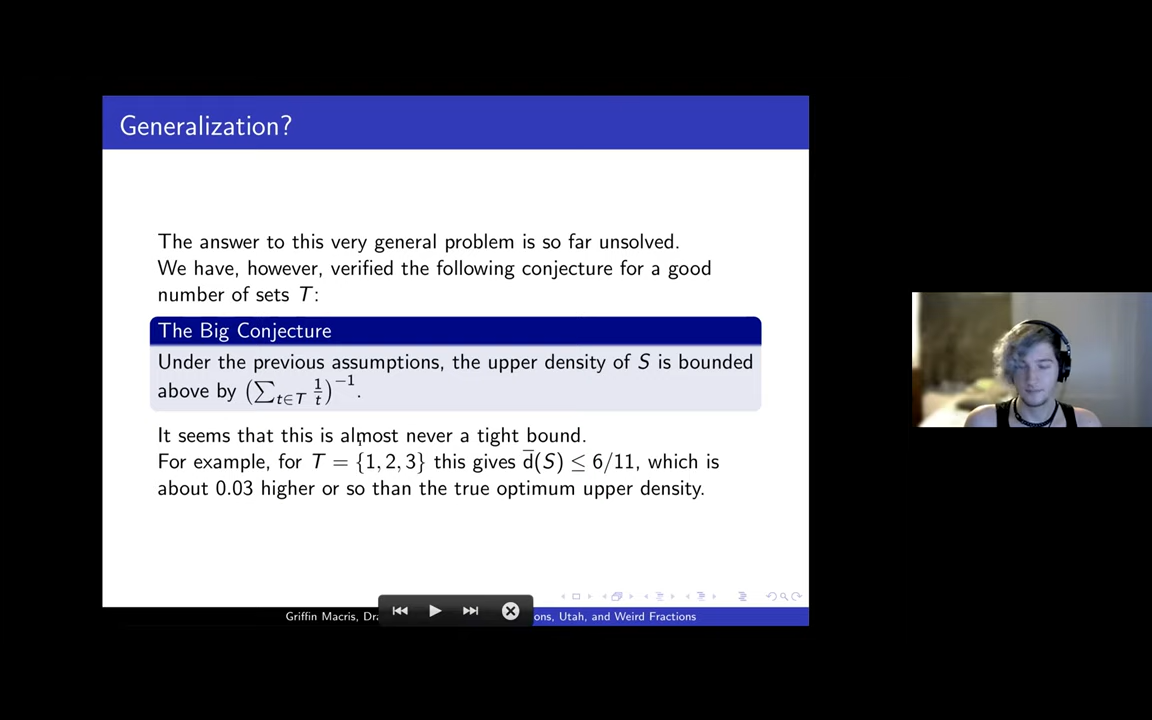 Generalization?
The answer to this very general problem is so far unsolved.
We have, however, verified the following conjecture for a good
number of sets T:
The Big Conjecture
Under the previous assumptions, the upper density of S is bounded
above by (∑_{t∈T} 1/t)^{−1}.
It seems that this is almost never a tight bound.
For example, for T = {1, 2, 3} this gives d̅(S) ≤ 6/11, which is
about 0.03 higher or so than the true optimum upper density.
Griffin Macris, Utah, and Weird Fractions